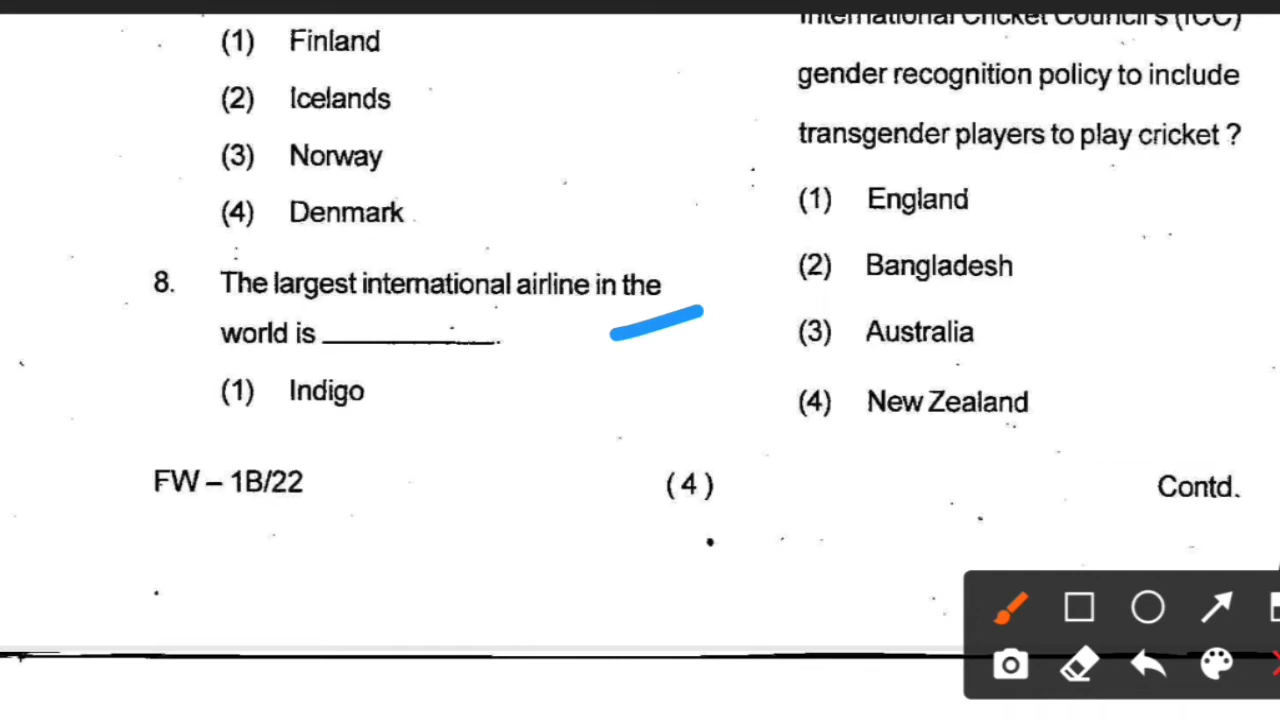 (1) Finland
(2) Icelands
(3) Norway
(4) Denmark
8. The largest international airline in the
world is ____________.
(1) Indigo
International Cricket Council's (ICC)
gender recognition policy to include
transgender players to play cricket ?
(1) England
(2) Bangladesh
(3) Australia
(4) New Zealand
FW – 1B/22 (4) Contd.